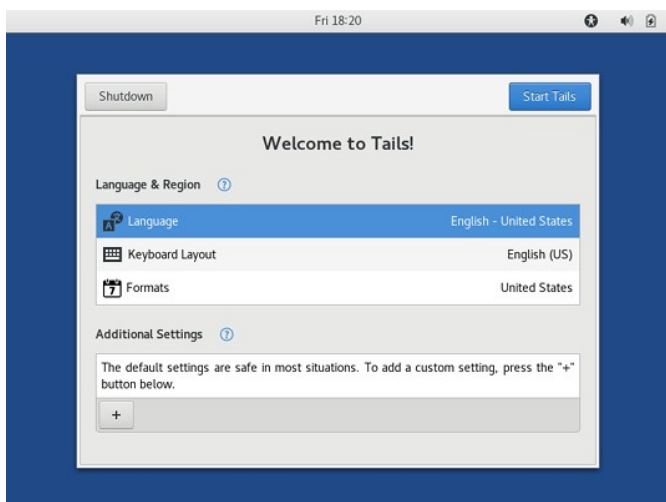 Fri 18:20
Shutdown
Start Tails
Welcome to Tails!
Language & Region
Language English - United States
Keyboard Layout English (US)
Formats United States
Additional Settings
The default settings are safe in most situations. To add a custom setting, press the "+"
button below.
+